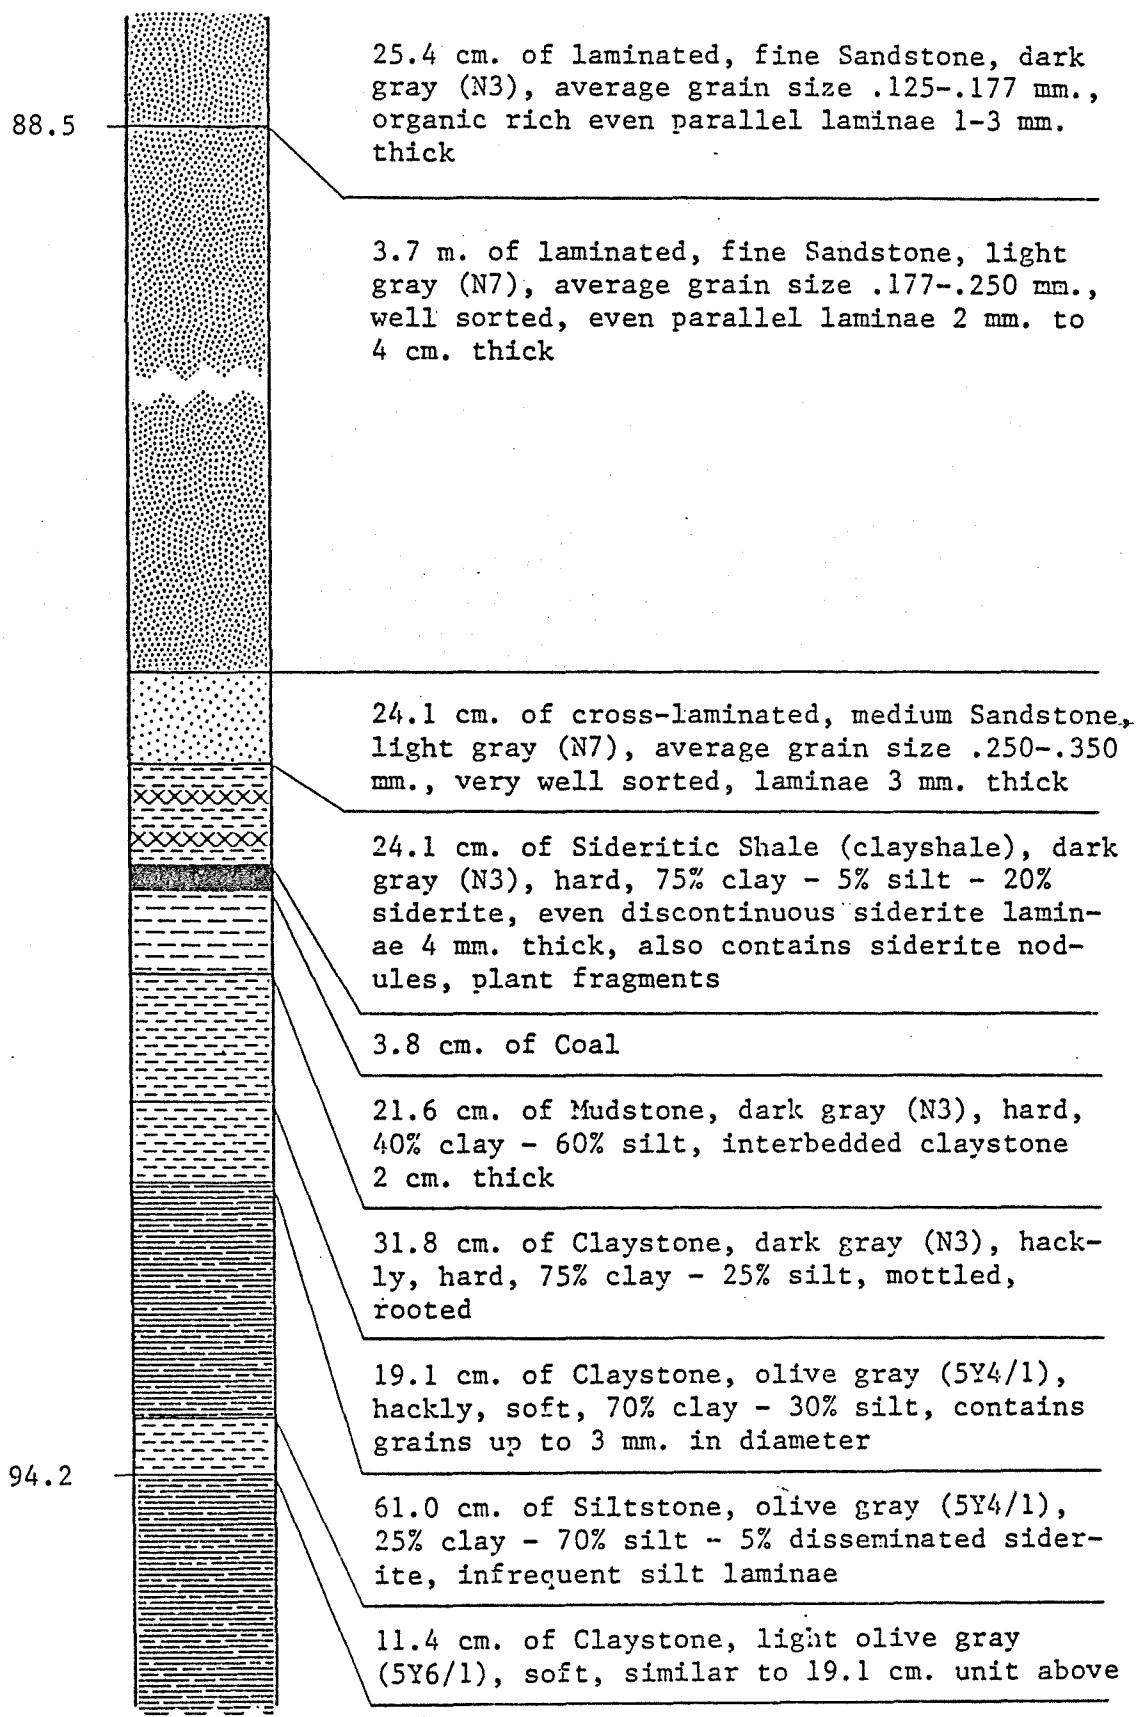 25.4 cm. of laminated, fine Sandstone, dark
gray (N3), average grain size .125-.177 mm.,
organic rich even parallel laminae 1-3 mm.
thick
88.5
3.7 m. of laminated, fine Sandstone, light
gray (N7), average grain size .177-.250 mm.,
well sorted, even parallel laminae 2 mm. to
4 cm. thick
24.1 cm. of cross-laminated, medium Sandstone,
light gray (N7), average grain size .250-.350
mm., very well sorted, laminae 3 mm. thick
24.1 cm. of Sideritic Shale (clayshale), dark
gray (N3), hard, 75% clay - 5% silt - 20%
siderite, even discontinuous siderite lamin-
ae 4 mm. thick, also contains siderite nod-
ules, plant fragments
3.8 cm. of Coal
21.6 cm. of Mudstone, dark gray (N3), hard,
40% clay - 60% silt, interbedded claystone
2 cm. thick
31.8 cm. of Claystone, dark gray (N3), hack-
ly, hard, 75% clay - 25% silt, mottled,
rooted
19.1 cm. of Claystone, olive gray (5Y4/1),
hackly, soft, 70% clay - 30% silt, contains
grains up to 3 mm. in diameter
94.2
61.0 cm. of Siltstone, olive gray (5Y4/1),
25% clay - 70% silt - 5% disseminated sider-
ite, infrequent silt laminae
11.4 cm. of Claystone, light olive gray
(5Y6/1), soft, similar to 19.1 cm. unit above